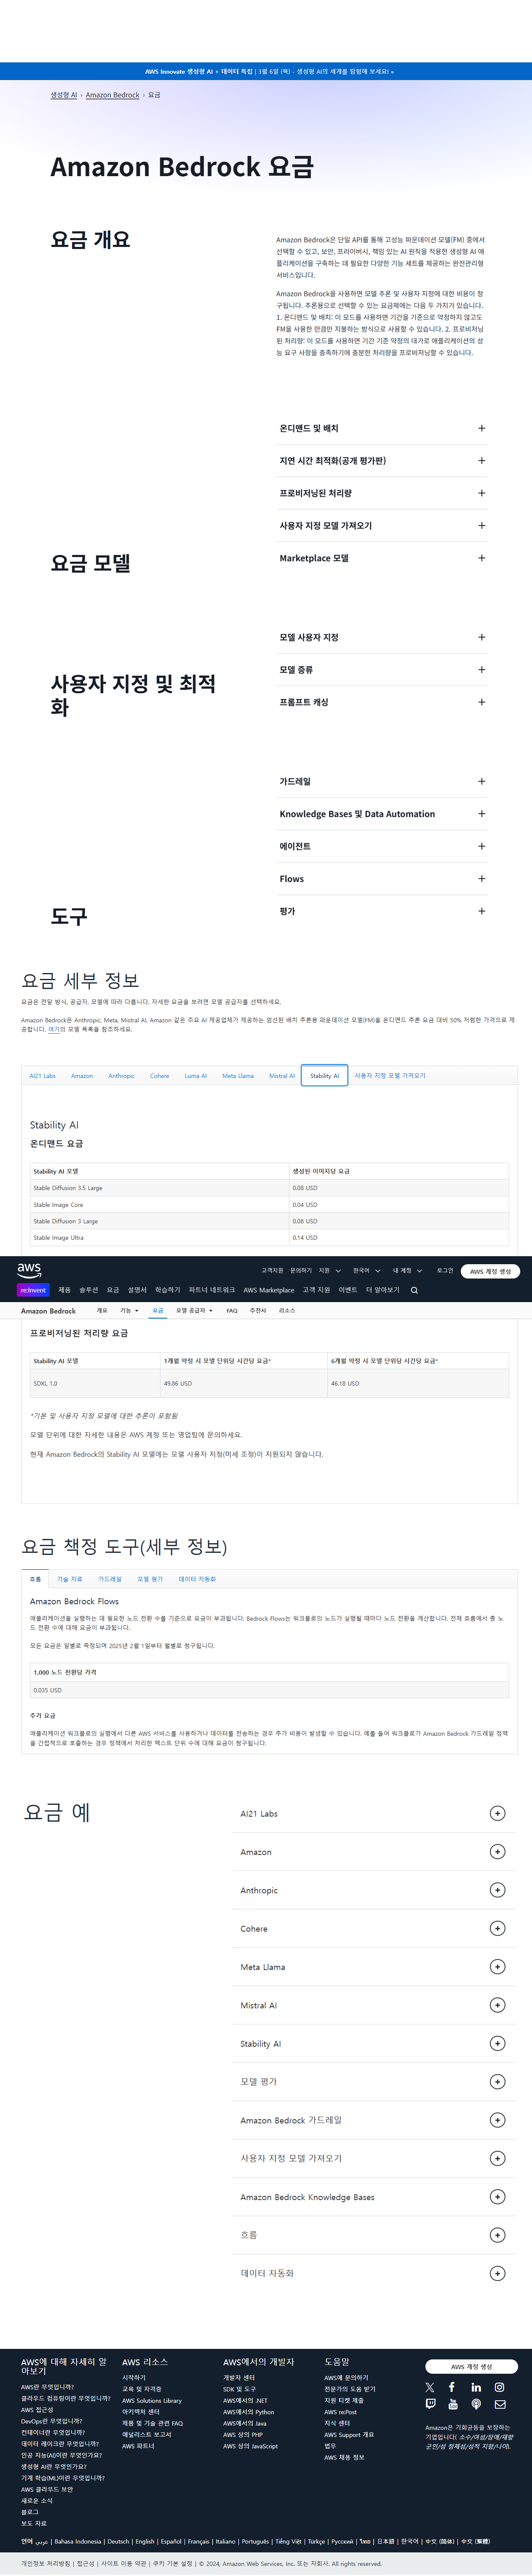 AWS Innovate 생성형 AI + 데이터 특집 | 3월 6일 (목) - 생성형 AI의 세계를 탐험해 보세요! »
생성형 AI › Amazon Bedrock › 요금
Amazon Bedrock 요금
요금 개요
Amazon Bedrock은 단일 API를 통해 고성능 파운데이션 모델(FM) 중에서
선택할 수 있고, 보안, 프라이버시, 책임 있는 AI 원칙을 적용한 생성형 AI 애
플리케이션을 구축하는 데 필요한 다양한 기능 세트를 제공하는 완전관리형
서비스입니다.
Amazon Bedrock을 사용하면 모델 추론 및 사용자 지정에 대한 비용이 청
구됩니다. 추론용으로 선택할 수 있는 요금제에는 다음 두 가지가 있습니다.
1. 온디맨드 및 배치: 이 모드를 사용하면 기간을 기준으로 약정하지 않고도
FM을 사용한 만큼만 지불하는 방식으로 사용할 수 있습니다. 2. 프로비저닝
된 처리량: 이 모드를 사용하면 기간 기준 약정의 대가로 애플리케이션의 성
능 요구 사항을 충족하기에 충분한 처리량을 프로비저닝할 수 있습니다.
요금 모델
온디맨드 및 배치
지연 시간 최적화(공개 평가판)
프로비저닝된 처리량
사용자 지정 모델 가져오기
Marketplace 모델
사용자 지정 및 최적
화
모델 사용자 지정
모델 증류
프롬프트 캐싱
도구
가드레일
Knowledge Bases 및 Data Automation
에이전트
Flows
평가
요금 세부 정보
요금은 전달 방식, 공급자, 모델에 따라 다릅니다. 자세한 요금을 보려면 모델 공급자를 선택하세요.
Amazon Bedrock은 Anthropic, Meta, Mistral AI, Amazon 같은 주요 AI 제공업체가 제공하는 엄선된 배치 추론용 파운데이션 모델(FM)을 온디맨드 추론 요금 대비 50% 저렴한 가격으로 제
공합니다. 여기의 모델 목록을 참조하세요.
AI21 Labs Amazon Anthropic Cohere Luma AI Meta Llama Mistral AI Stability AI 사용자 지정 모델 가져오기
Stability AI
온디맨드 요금
Stability AI 모델 생성된 이미지당 요금
Stable Diffusion 3.5 Large 0.08 USD
Stable Image Core 0.04 USD
Stable Diffusion 3 Large 0.08 USD
Stable Image Ultra 0.14 USD
aws
고객지원 문의하기 지원 한국어 내 계정 로그인 AWS 계정 생성
re:Invent 제품 솔루션 요금 설명서 학습하기 파트너 네트워크 AWS Marketplace 고객 지원 이벤트 더 알아보기
Amazon Bedrock 개요 기능 요금 모델 공급자 FAQ 추천사 리소스
프로비저닝된 처리량 요금
Stability AI 모델 1개월 약정 시 모델 단위당 시간당 요금* 6개월 약정 시 모델 단위당 시간당 요금*
SDXL 1.0 49.86 USD 46.18 USD
*기본 및 사용자 지정 모델에 대한 추론이 포함됨
모델 단위에 대한 자세한 내용은 AWS 계정 또는 영업팀에 문의하세요.
현재 Amazon Bedrock의 Stability AI 모델에는 모델 사용자 지정(미세 조정)이 지원되지 않습니다.
요금 책정 도구(세부 정보)
흐름 기술 자료 가드레일 모델 평가 데이터 자동화
Amazon Bedrock Flows
애플리케이션을 실행하는 데 필요한 노드 전환 수를 기준으로 요금이 부과됩니다. Bedrock Flows는 워크플로의 노드가 실행될 때마다 노드 전환을 계산합니다. 전체 흐름에서 총 노
드 전환 수에 대해 요금이 부과됩니다.
모든 요금은 일별로 측정되며 2025년 2월 1일부터 월별로 청구됩니다.
1,000 노드 전환당 가격
0.035 USD
추가 요금
애플리케이션 워크플로의 실행에서 다른 AWS 서비스를 사용하거나 데이터를 전송하는 경우 추가 비용이 발생할 수 있습니다. 예를 들어 워크플로가 Amazon Bedrock 가드레일 정책
을 간접적으로 호출하는 경우 정책에서 처리한 텍스트 단위 수에 대해 요금이 청구됩니다.
요금 예
AI21 Labs
Amazon
Anthropic
Cohere
Meta Llama
Mistral AI
Stability AI
모델 평가
Amazon Bedrock 가드레일
사용자 지정 모델 가져오기
Amazon Bedrock Knowledge Bases
흐름
데이터 자동화
AWS에 대해 자세히 알
아보기
AWS란 무엇입니까?
클라우드 컴퓨팅이란 무엇입니까?
AWS 접근성
DevOps란 무엇입니까?
컨테이너란 무엇입니까?
데이터 레이크란 무엇입니까?
인공 지능(AI)이란 무엇인가요?
생성형 AI란 무엇인가요?
기계 학습(ML)이란 무엇입니까?
AWS 클라우드 보안
새로운 소식
블로그
보도 자료
AWS 리소스
시작하기
교육 및 자격증
AWS Solutions Library
아키텍처 센터
제품 및 기술 관련 FAQ
애널리스트 보고서
AWS 파트너
AWS에서의 개발자
개발자 센터
SDK 및 도구
AWS에서의 .NET
AWS에서의 Python
AWS에서의 Java
AWS 상의 PHP
AWS 상의 JavaScript
도움말
AWS에 문의하기
전문가의 도움 받기
지원 티켓 제출
AWS re:Post
지식 센터
AWS Support 개요
법무
AWS 채용 정보
AWS 계정 생성
Amazon은 기회균등을 보장하는
기업입니다( 소수/여성/장애/재향
군인/성 정체성/성적 지향/나이).
언어 عربي | Bahasa Indonesia | Deutsch | English | Español | Français | Italiano | Português | Tiếng Việt | Türkçe | Ρусский | ไทย | 日本語 | 한국어 | 中文 (简体) | 中文 (繁體)
개인정보 처리방침 | 접근성 | 사이트 이용 약관 | 쿠키 기본 설정 | © 2024, Amazon Web Services, Inc. 또는 자회사. All rights reserved.